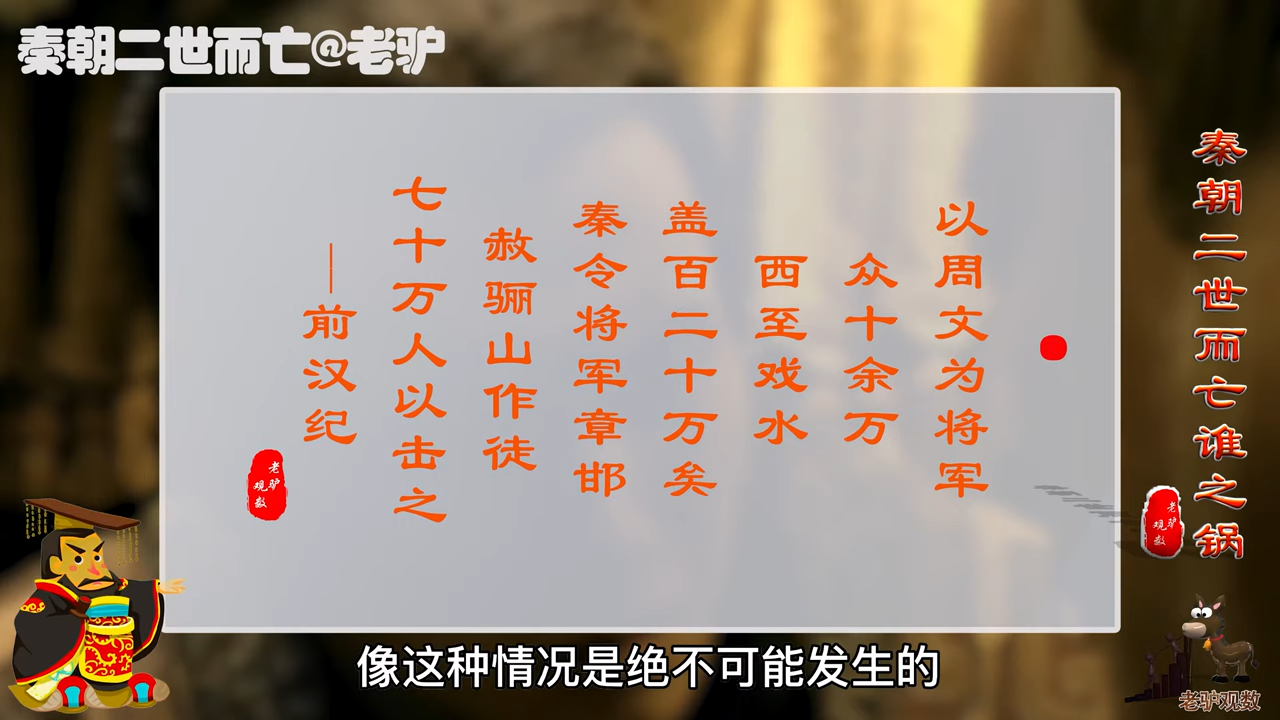 秦朝二世而亡@老驴
以周文为将军
众十余万
西至戏水
盖百二十万矣
秦令将军章邯
赦骊山作徒
七十万人以击之
—前汉纪
老驴观数
秦朝二世而亡谁之锅
老驴观数
老驴观数
像这种情况是绝不可能发生的